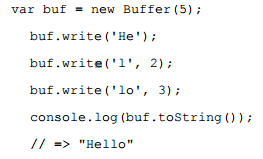 var buf = new Buffer(5);
buf.write('He');
buf.write('l', 2);
buf.write('lo', 3);
console.log(buf.toString());
// => "Hello"